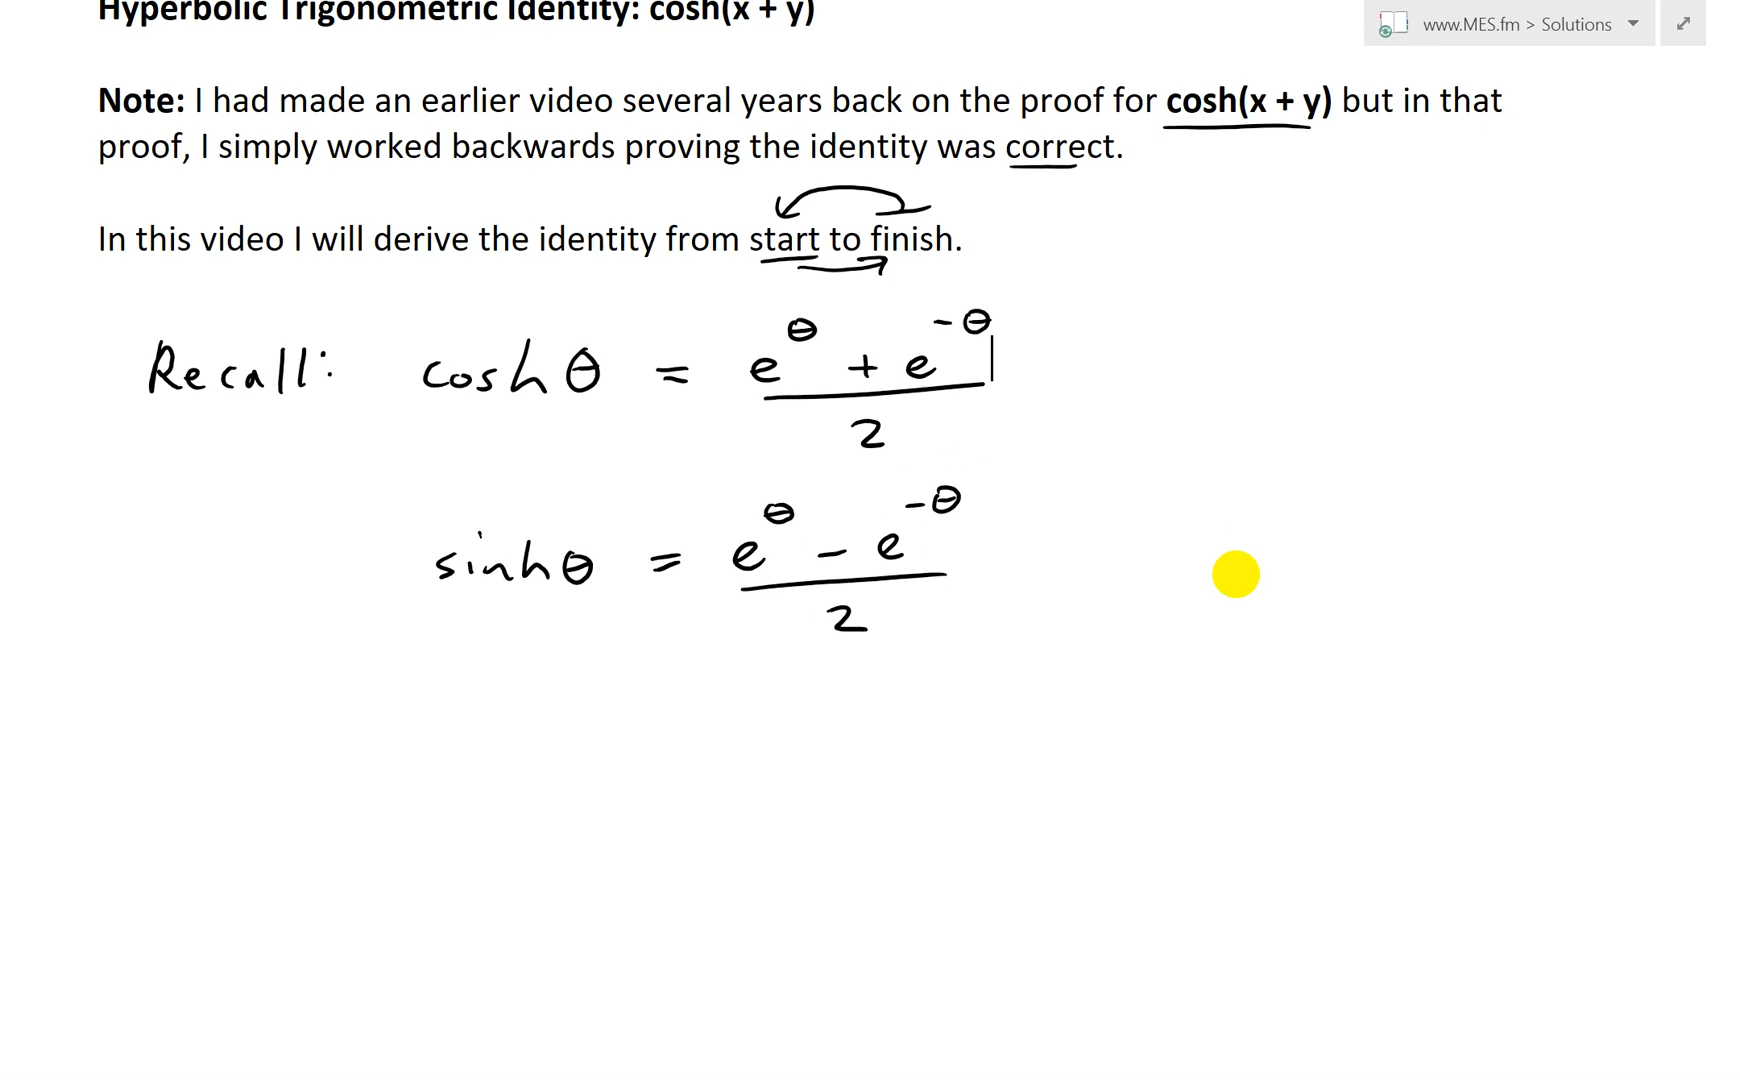 Hyperbolic Trigonometric Identity: cosh(x + y)
www.MES.fm > Solutions
Note: I had made an earlier video several years back on the proof for cosh(x + y) but in that
proof, I simply worked backwards proving the identity was correct.
In this video I will derive the identity from start to finish.
Recall: cosh θ = e^θ + e^-θ
2
sinh θ = e^θ - e^-θ
2